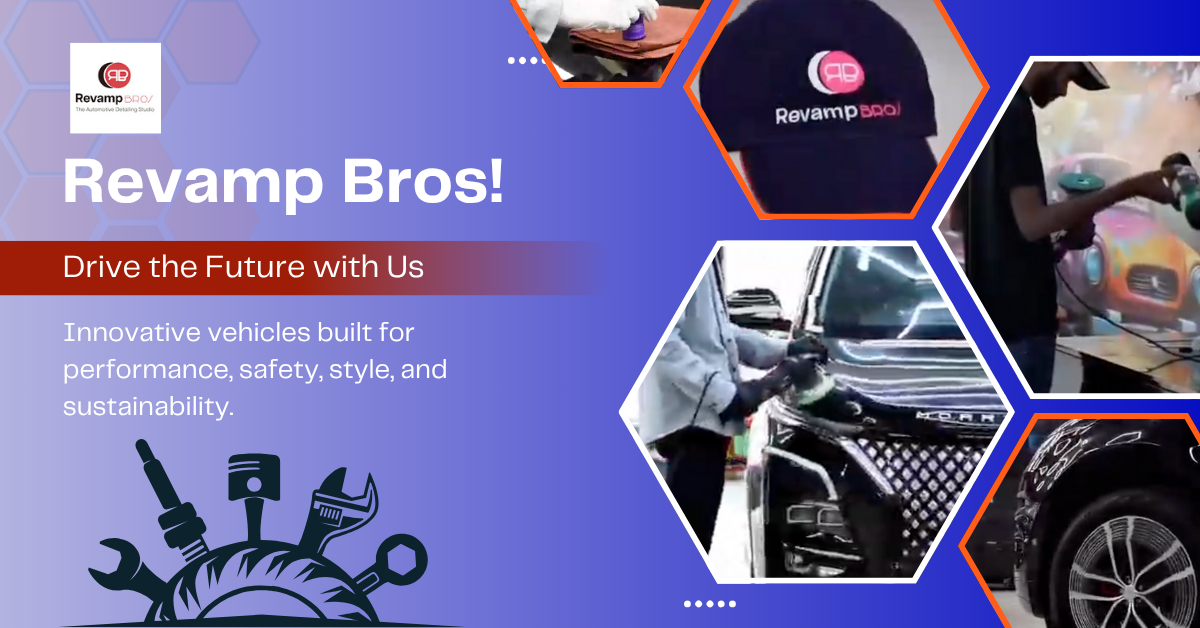 Revamp BROS
The Automotive Detailing Studio
Revamp Bros!
Drive the Future with Us
Innovative vehicles built for
performance, safety, style, and
sustainability.
RB
Revamp BROS